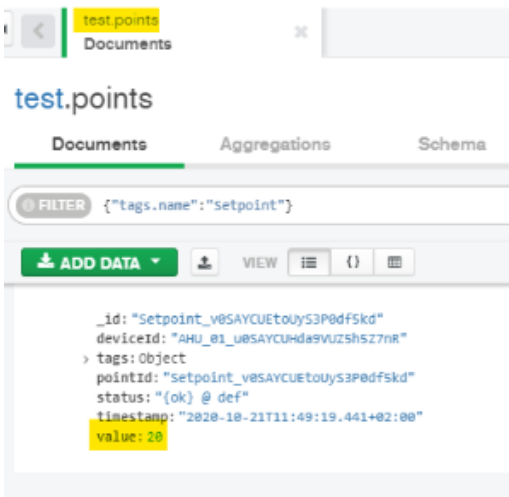 test.points
Documents
test.points
Documents Aggregations Schema
FILTER {"tags.name":"Setpoint"}
ADD DATA VIEW {}
_id: "Setpoint_v0SAYCUEtoUyS3P0df5kd"
deviceId: "AHU_01_u0SAYCUHda9VUZ5h5Z7nR"
> tags: Object
pointId: "Setpoint_v0SAYCUEtoUyS3P0df5kd"
status: "{ok} @ def"
timestamp: "2020-10-21T11:49:19.441+02:00"
value: 20